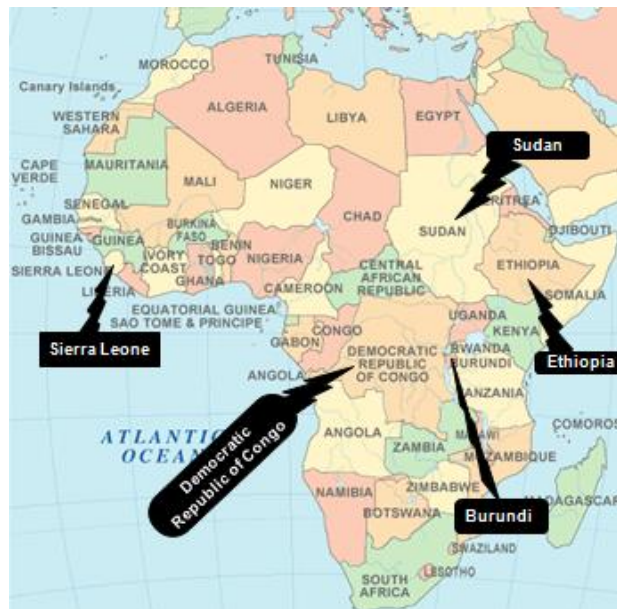 MOROCCO
TUNISIA
Canary Islands
ALGERIA
LIBYA
EGYPT
WESTERN
SAHARA
Sudan
CAPE
VERDE
MAURITANIA
MALI
NIGER
CHAD
SUDAN
ERITREA
SENEGAL
GAMBIA
GUINEA
BISSAU
GUINEA
BURKINA
FASO
BENIN
TOGO
NIGERIA
DJIBOUTI
SIERRA LEONE
IVORY
COAST
GHANA
CENTRAL
AFRICAN
REPUBLIC
ETHIOPIA
LIBERIA
CAMEROON
SOMALIA
EQUATORIAL GUINEA
SAO TOME & PRINCIPE
UGANDA
KENYA
Sierra Leone
GABON
CONGO
DEMOCRATIC
REPUBLIC
OF CONGO
RWANDA
BURUNDI
Ethiopia
ANGOLA
TANZANIA
Democratic
Republic of Congo
ATLANTIC
OCEAN
ANGOLA
ZAMBIA
MALAWI
COMOROS
MOZAMBIQUE
NAMIBIA
ZIMBABWE
BOTSWANA
MADAGASCAR
Burundi
SWAZILAND
LESOTHO
SOUTH
AFRICA